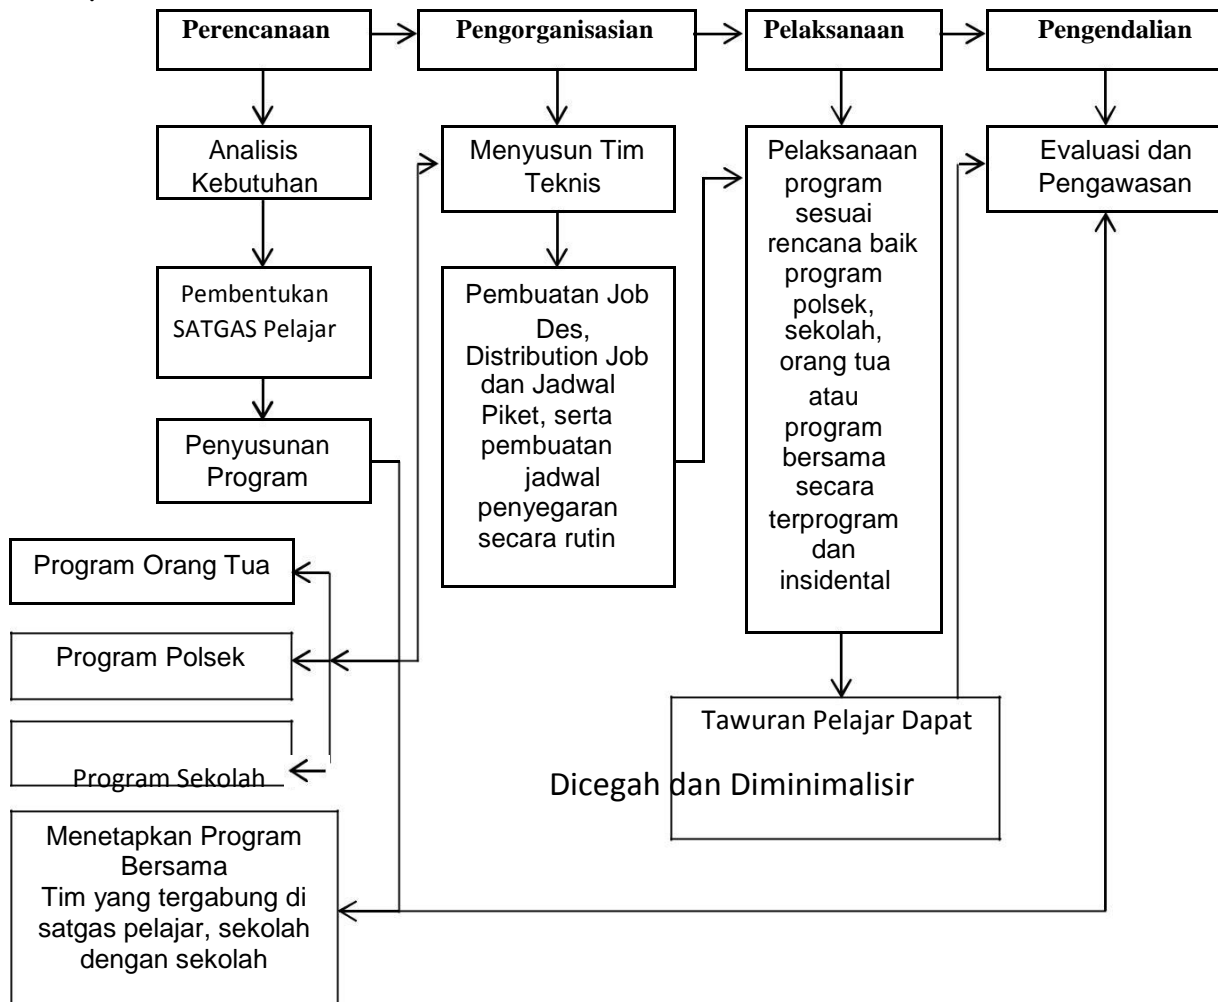 Perencanaan
Pengorganisasian
Pelaksanaan
Pengendalian
Analisis
Kebutuhan
Menyusun Tim
Teknis
Pelaksanaan
program
sesuai
rencana baik
program
polsek,
sekolah,
orang tua
atau
program
bersama
secara
terprogram
dan
insidental
Evaluasi dan
Pengawasan
Pembentukan
SATGAS Pelajar
Pembuatan Job
Des,
Distribution Job
dan Jadwal
Piket, serta
pembuatan
jadwal
penyegaran
secara rutin
Penyusunan
Program
Program Orang Tua
Program Polsek
Program Sekolah
Tawuran Pelajar Dapat
Dicegah dan Diminimalisir
Menetapkan Program
Bersama
Tim yang tergabung di
satgas pelajar, sekolah
dengan sekolah